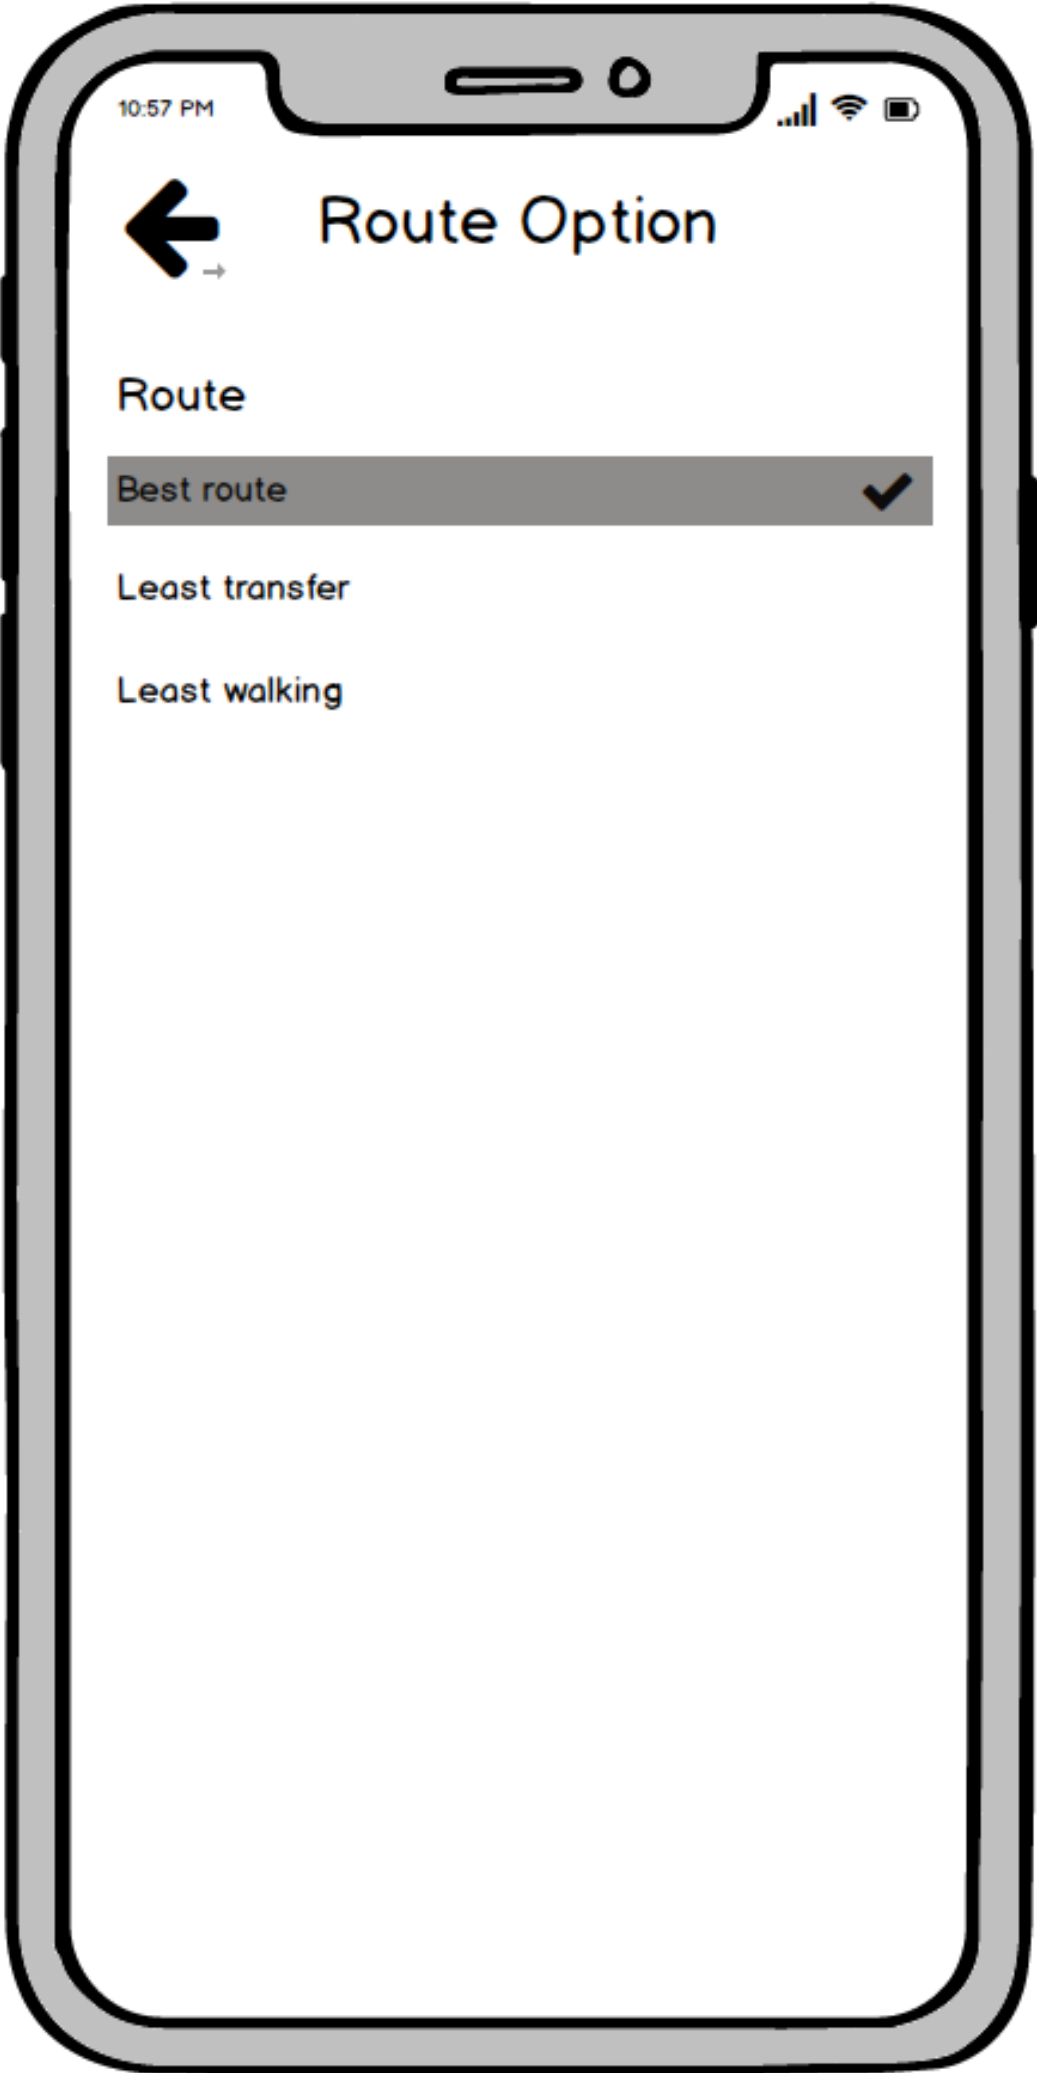 10:57 PM
Route Option
Route
Best route
Least transfer
Least walking